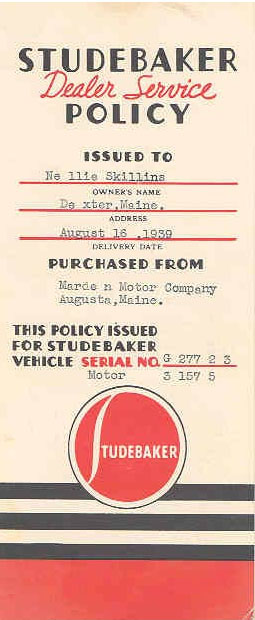 STUDEBAKER
Dealer Service
POLICY
ISSUED TO
Ne llie Skillins
OWNER'S NAME
De xter,Maine.
ADDRESS
August 16 .1939
DELIVERY DATE
PURCHASED FROM
Marde n Motor Company
Augusta,Maine.
THIS POLICY ISSUED
FOR STUDEBAKER
VEHICLE SERIAL NO. G 277 2 3
Motor 3 157 5
STUDEBAKER